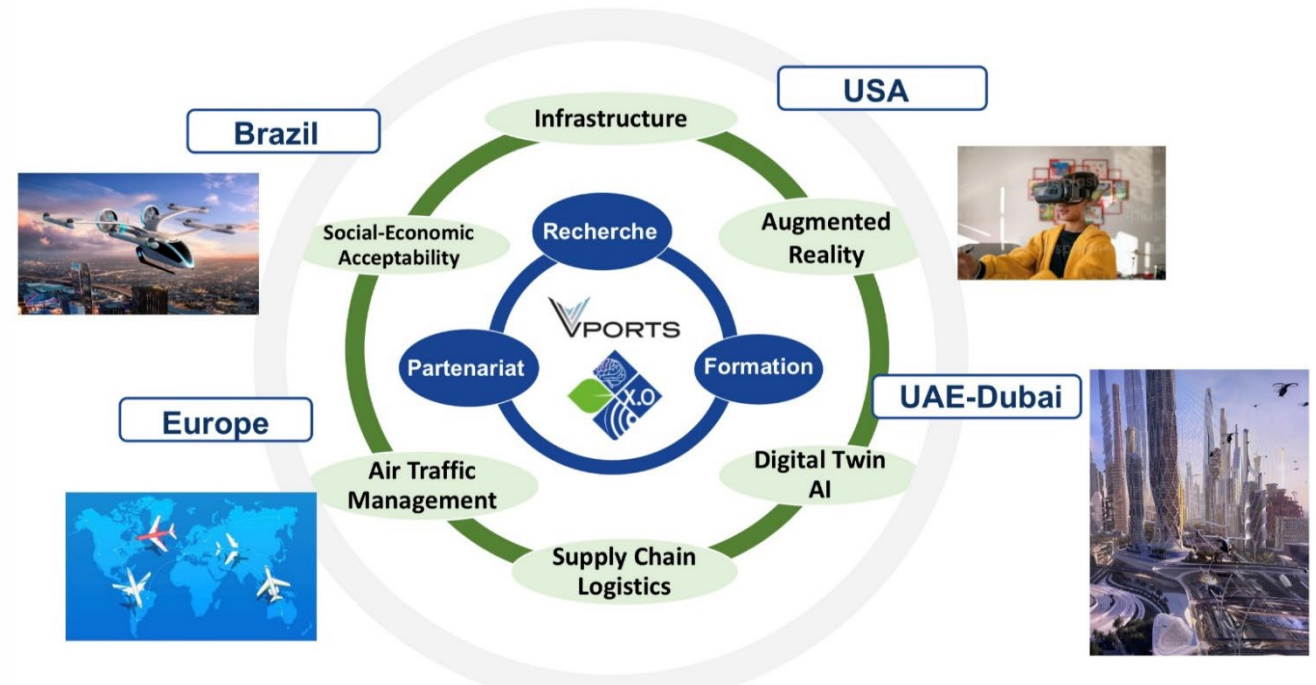 USA
Brazil
Infrastructure
Social-Economic
Acceptability
Recherche
Augmented
Reality
VPORTS
Partenariat
Formation
X.O
UAE-Dubai
Europe
Air Traffic
Management
Digital Twin
AI
Supply Chain
Logistics